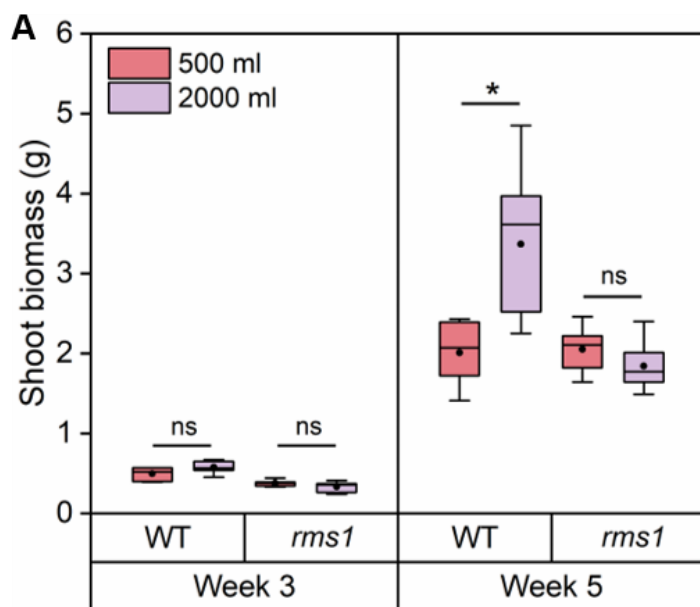 A
6
500 ml
2000 ml
5
*
4
Shoot biomass (g)
3
ns
2
1
ns
ns
0
WT
rms1
WT
rms1
Week 3
Week 5